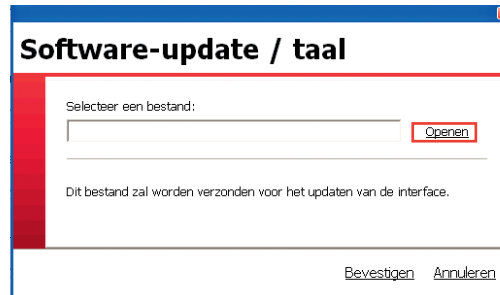 Software-update / taal
Selecteer een bestand:
Openen
Dit bestand zal worden verzonden voor het updaten van de interface.
Bevestigen Annuleren